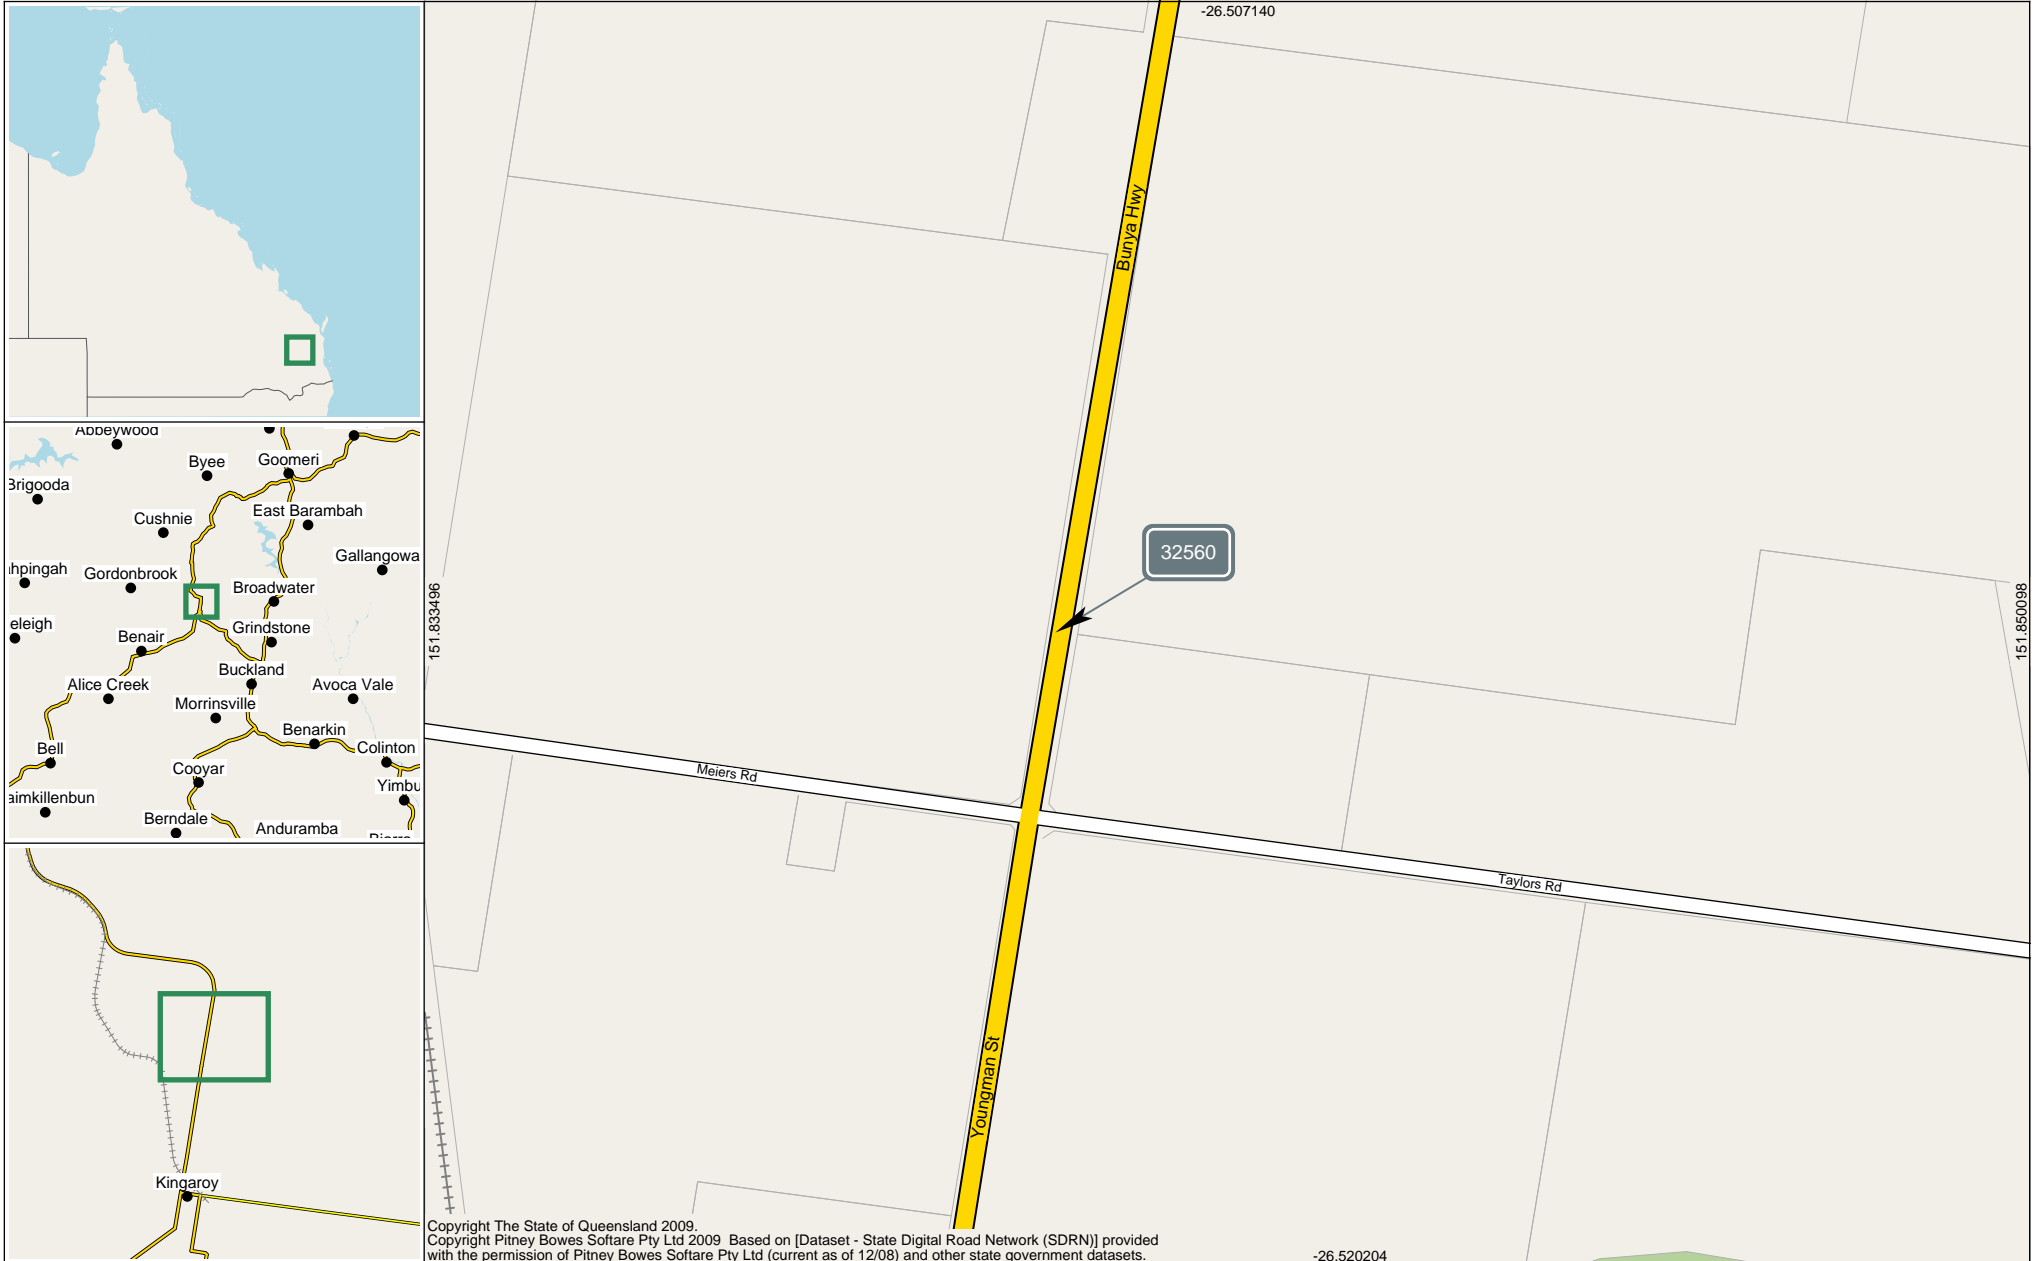 Abbeywood
Byee
Goomeri
Brigooda
Cushnie
East Barambah
Gallangowa
ahpingah
Gordonbrook
Broadwater
eleigh
Benair
Grindstone
Buckland
Alice Creek
Avoca Vale
Morrinsville
Benarkin
Bell
Colinton
Cooyar
Yimbu
aimkillenbun
Berndale
Anduramba
Kingaroy
-26.507140
Bunya Hwy
32560
151.833496
151.850098
Meiers Rd
Taylors Rd
Youngman St
Copyright The State of Queensland 2009.
Copyright Pitney Bowes Softare Pty Ltd 2009 Based on [Dataset - State Digital Road Network (SDRN)] provided
with the permission of Pitney Bowes Softare Pty Ltd (current as of 12/08) and other state government datasets.
-26.520204